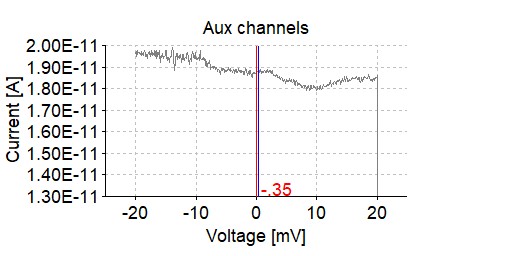 Aux channels
2.00E-11
1.90E-11
1.80E-11
1.70E-11
1.60E-11
1.50E-11
1.40E-11
1.30E-11
Current [A]
-.35
-20 -10 0 10 20
Voltage [mV]